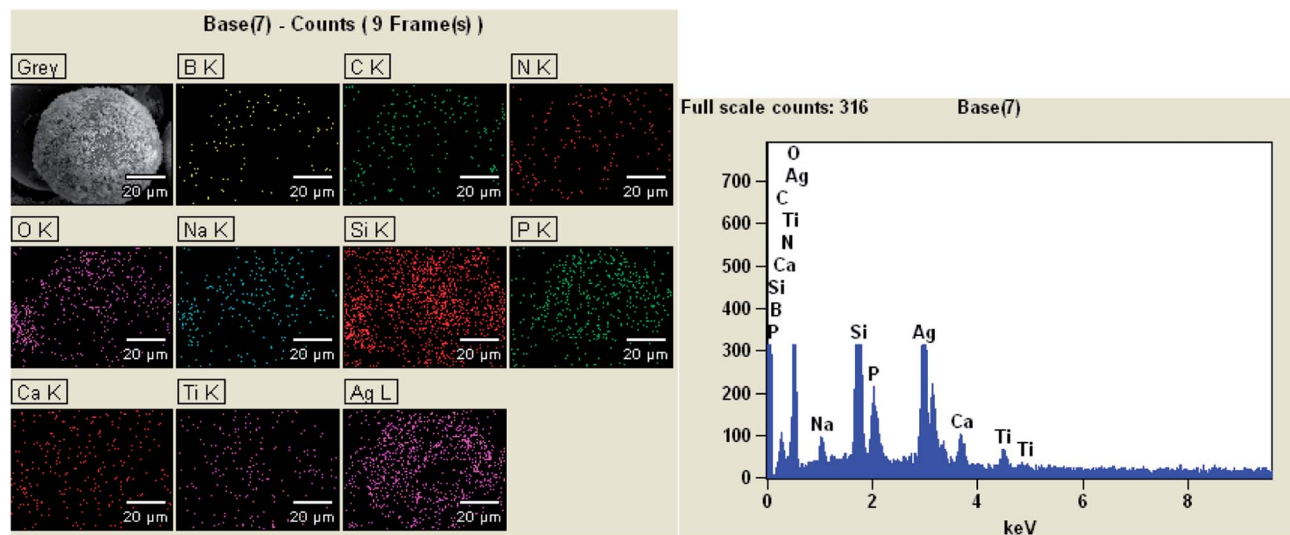 Base(7) - Counts ( 9 Frame(s) )
Grey
B K
C K
N K
20 µm
20 µm
20 µm
20 µm
O K
Na K
Si K
P K
20 µm
20 µm
20 µm
20 µm
Ca K
Ti K
Ag L
20 µm
20 µm
20 µm
Full scale counts: 316 Base(7)
O
Ag
C
Ti
N
Ca
Si
B
P
Si
P
Na
Ag
Ca
Ti
Ti
700
600
500
400
300
200
100
0
0 2 4 6 8
keV